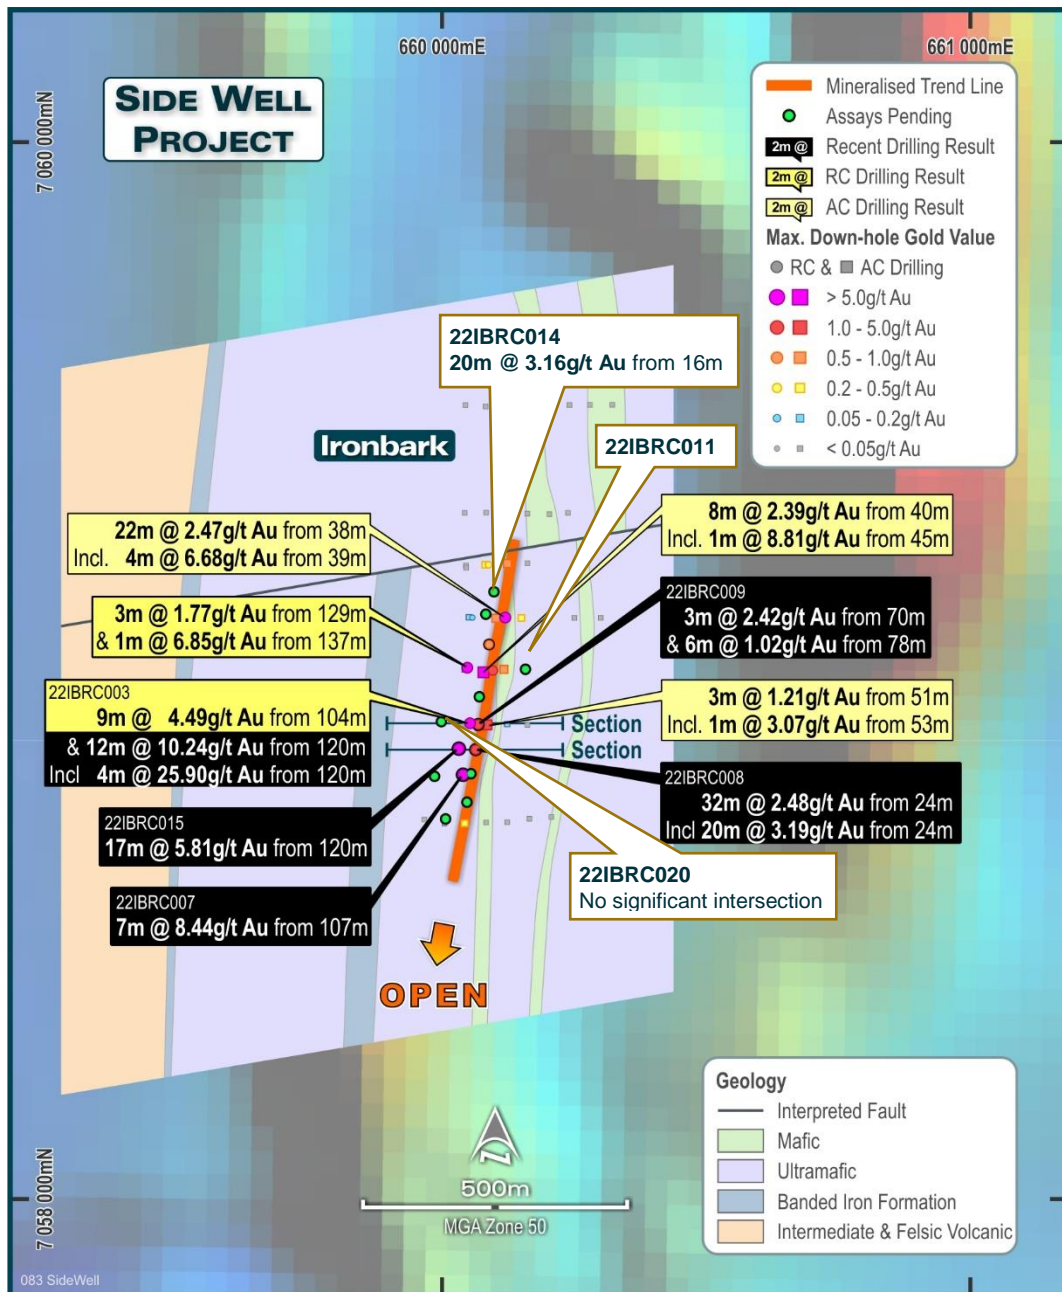 660 000mE
661 000mE
7 060 000mN
SIDE WELL
PROJECT
Mineralised Trend Line
Assays Pending
2m @ Recent Drilling Result
2m @ RC Drilling Result
2m @ AC Drilling Result
Max. Down-hole Gold Value
RC & AC Drilling
> 5.0g/t Au
1.0 - 5.0g/t Au
0.5 - 1.0g/t Au
0.2 - 0.5g/t Au
0.05 - 0.2g/t Au
< 0.05g/t Au
22IBRC014
20m @ 3.16g/t Au from 16m
Ironbark
22IBRC011
22m @ 2.47g/t Au from 38m
Incl. 4m @ 6.68g/t Au from 39m
8m @ 2.39g/t Au from 40m
Incl. 1m @ 8.81g/t Au from 45m
3m @ 1.77g/t Au from 129m
& 1m @ 6.85g/t Au from 137m
22IBRC009
3m @ 2.42g/t Au from 70m
& 6m @ 1.02g/t Au from 78m
22IBRC003
9m @ 4.49g/t Au from 104m
& 12m @ 10.24g/t Au from 120m
Incl 4m @ 25.90g/t Au from 120m
3m @ 1.21g/t Au from 51m
Incl. 1m @ 3.07g/t Au from 53m
Section
Section
22IBRC008
32m @ 2.48g/t Au from 24m
Incl 20m @ 3.19g/t Au from 24m
22IBRC015
17m @ 5.81g/t Au from 120m
22IBRC020
No significant intersection
22IBRC007
7m @ 8.44g/t Au from 107m
OPEN
Geology
Interpreted Fault
Mafic
Ultramafic
Banded Iron Formation
Intermediate & Felsic Volcanic
N
500m
MGA Zone 50
7 058 000mN
083 SideWell